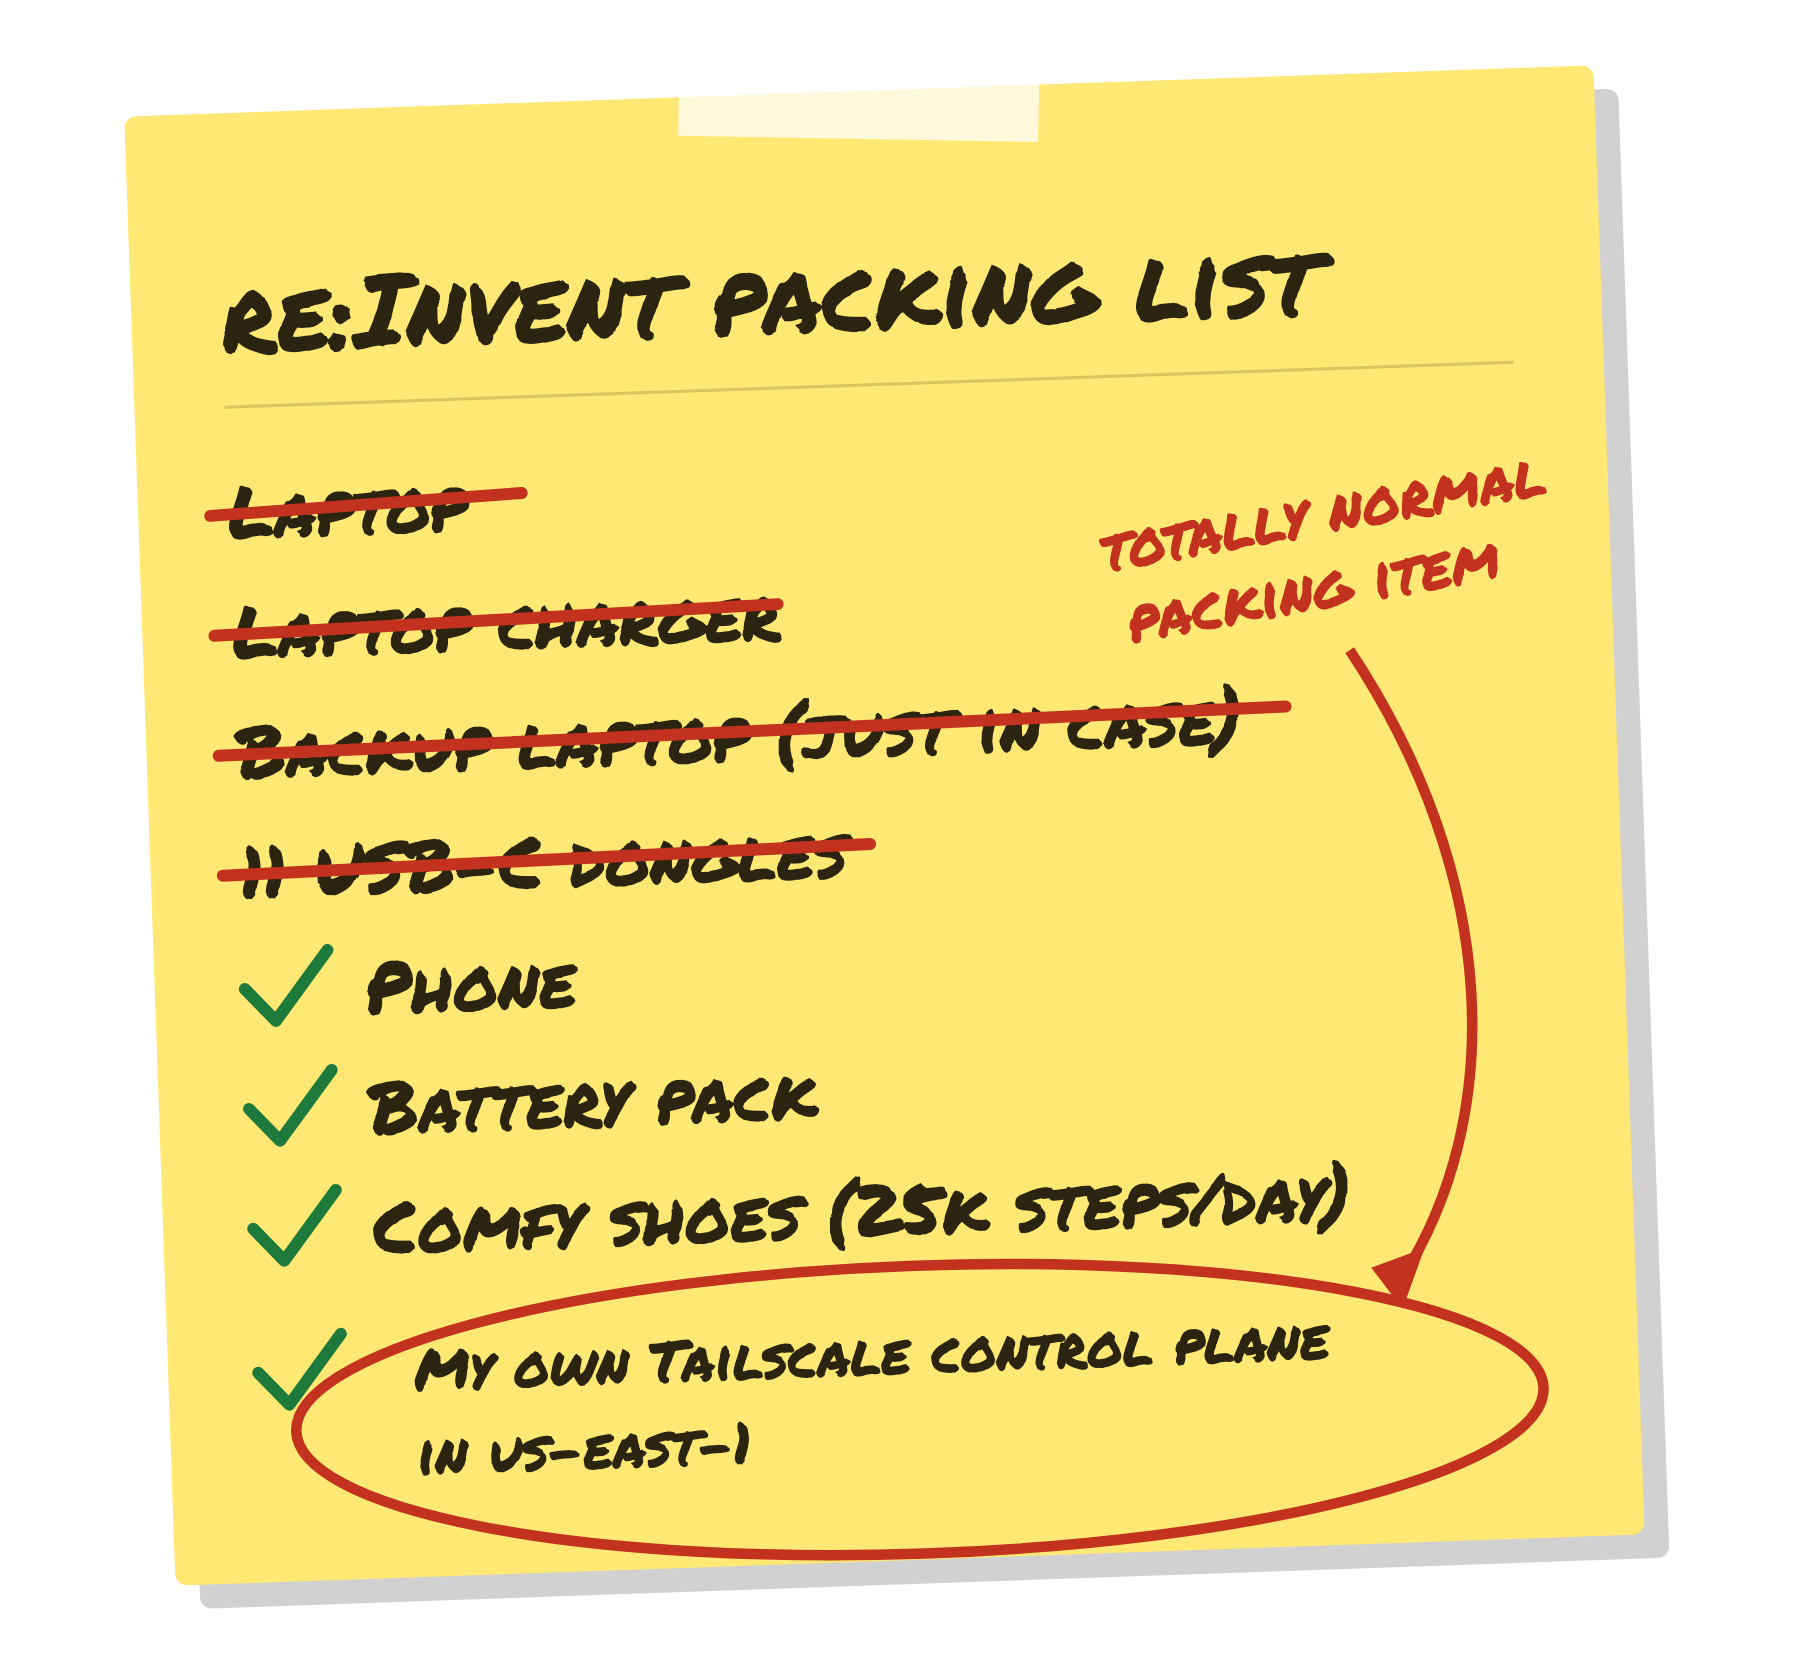 re:Invent packing list
Laptop
Laptop charger
Backup laptop (just in case)
11 USB-C dongles
Phone
Battery pack
Comfy shoes (25k steps/day)
My own Tailscale control plane
in us-east-1
totally normal
packing item